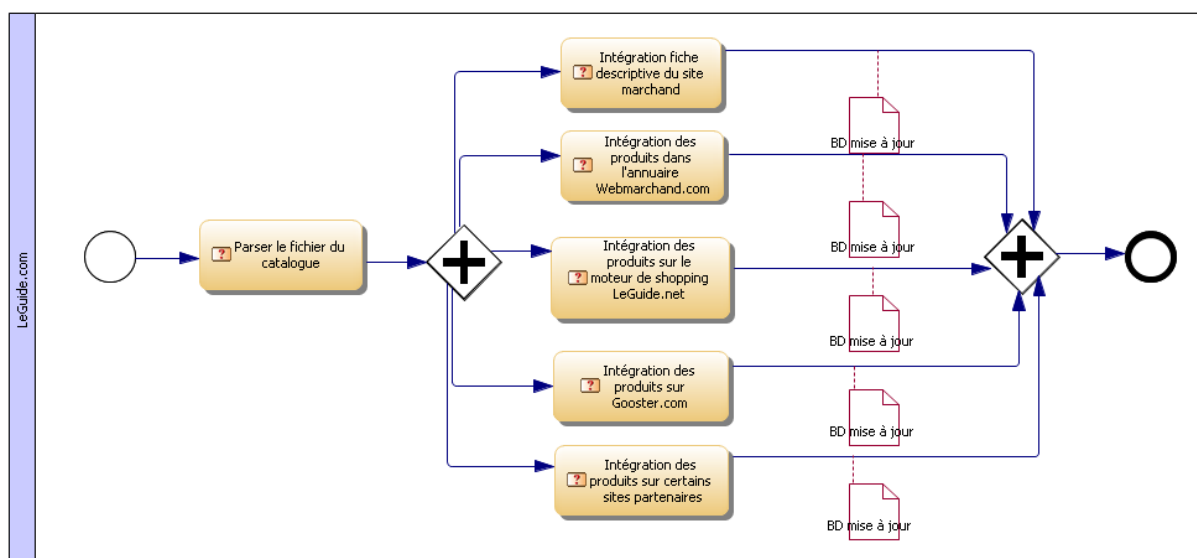 LeGuide.com
Parser le fichier du
catalogue
Intégration fiche
descriptive du site
marchand
BD mise à jour
Intégration des
produits dans
l'annuaire
Webmarchand.com
BD mise à jour
Intégration des
produits sur le
moteur de shopping
LeGuide.net
BD mise à jour
Intégration des
produits sur
Gooster.com
BD mise à jour
Intégration des
produits sur certains
sites partenaires
BD mise à jour